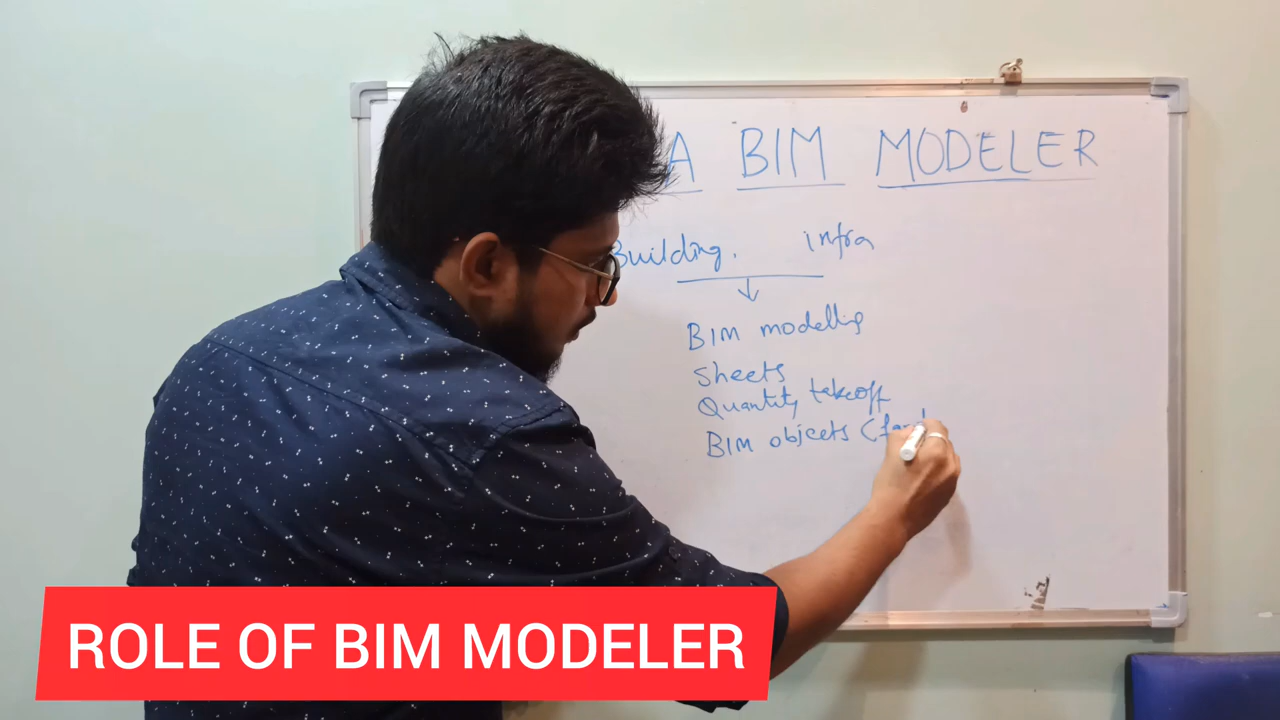 A BIM MODELER
Building. infra
BIM modelling
Sheets
Quantity takeoff
BIM objects (
ROLE OF BIM MODELER